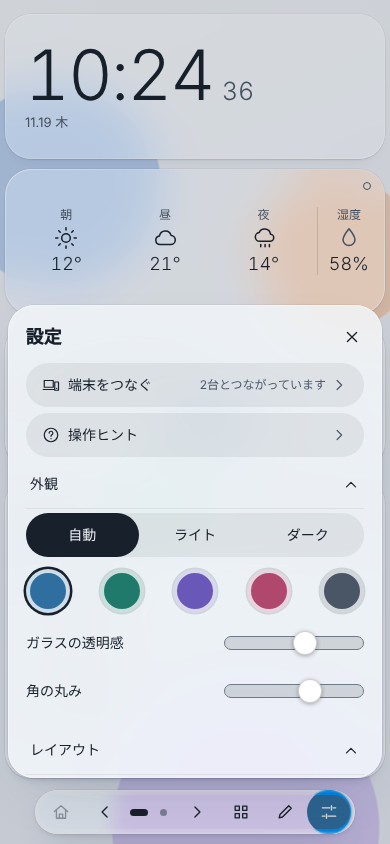 10:24 36
11.19 木
朝 昼 夜 湿度
12° 21° 14° 58%
設定
端末をつなぐ 2台とつながっています
操作ヒント
外観
自動 ライト ダーク
ガラスの透明感
角の丸み
レイアウト